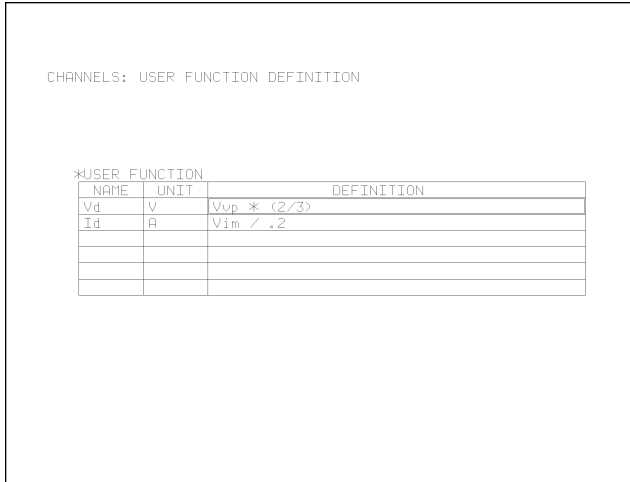 CHANNELS: USER FUNCTION DEFINITION
*USER FUNCTION
NAME UNIT DEFINITION
Vd V Vvp * (2/3)
Id A Vim / .2